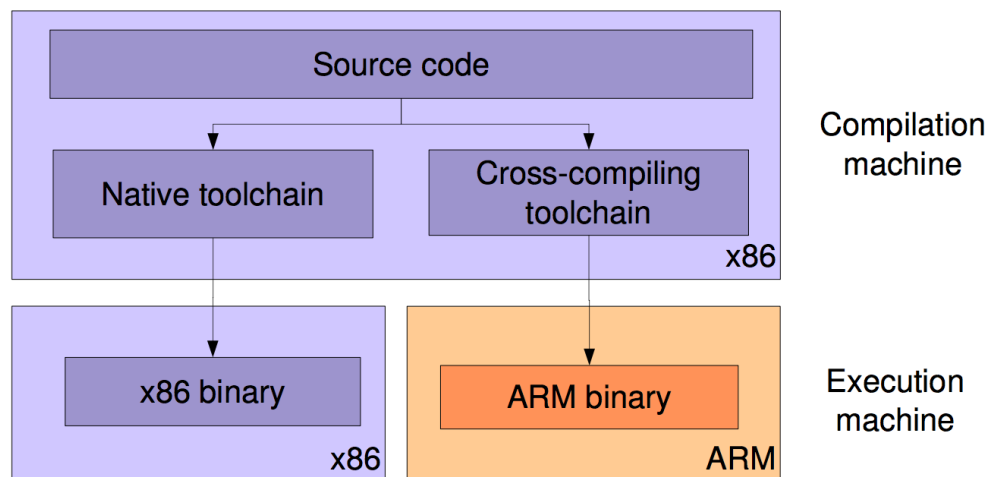 Source code
Compilation
machine
Native toolchain
Cross-compiling
toolchain
x86
x86 binary
ARM binary
Execution
machine
x86
ARM